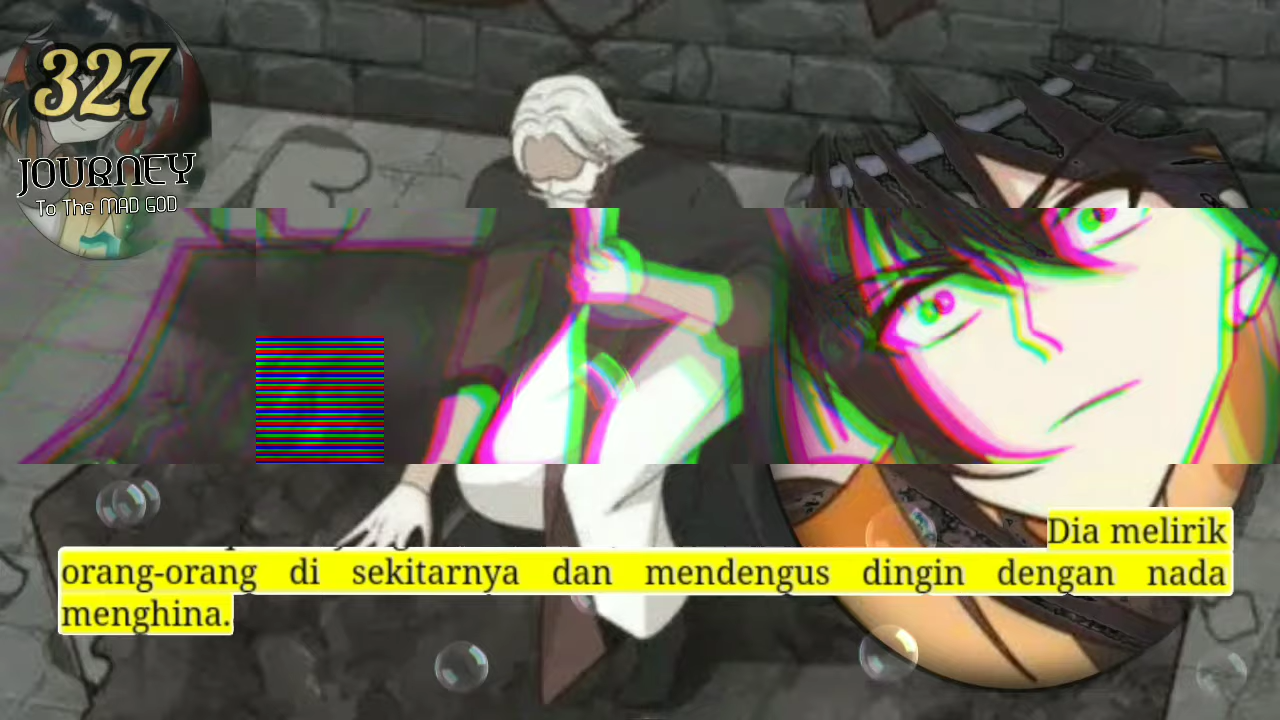 327
JOURNEY
To The MAD GOD
Dia melirik
orang-orang di sekitarnya dan mendengus dingin dengan nada
menghina.